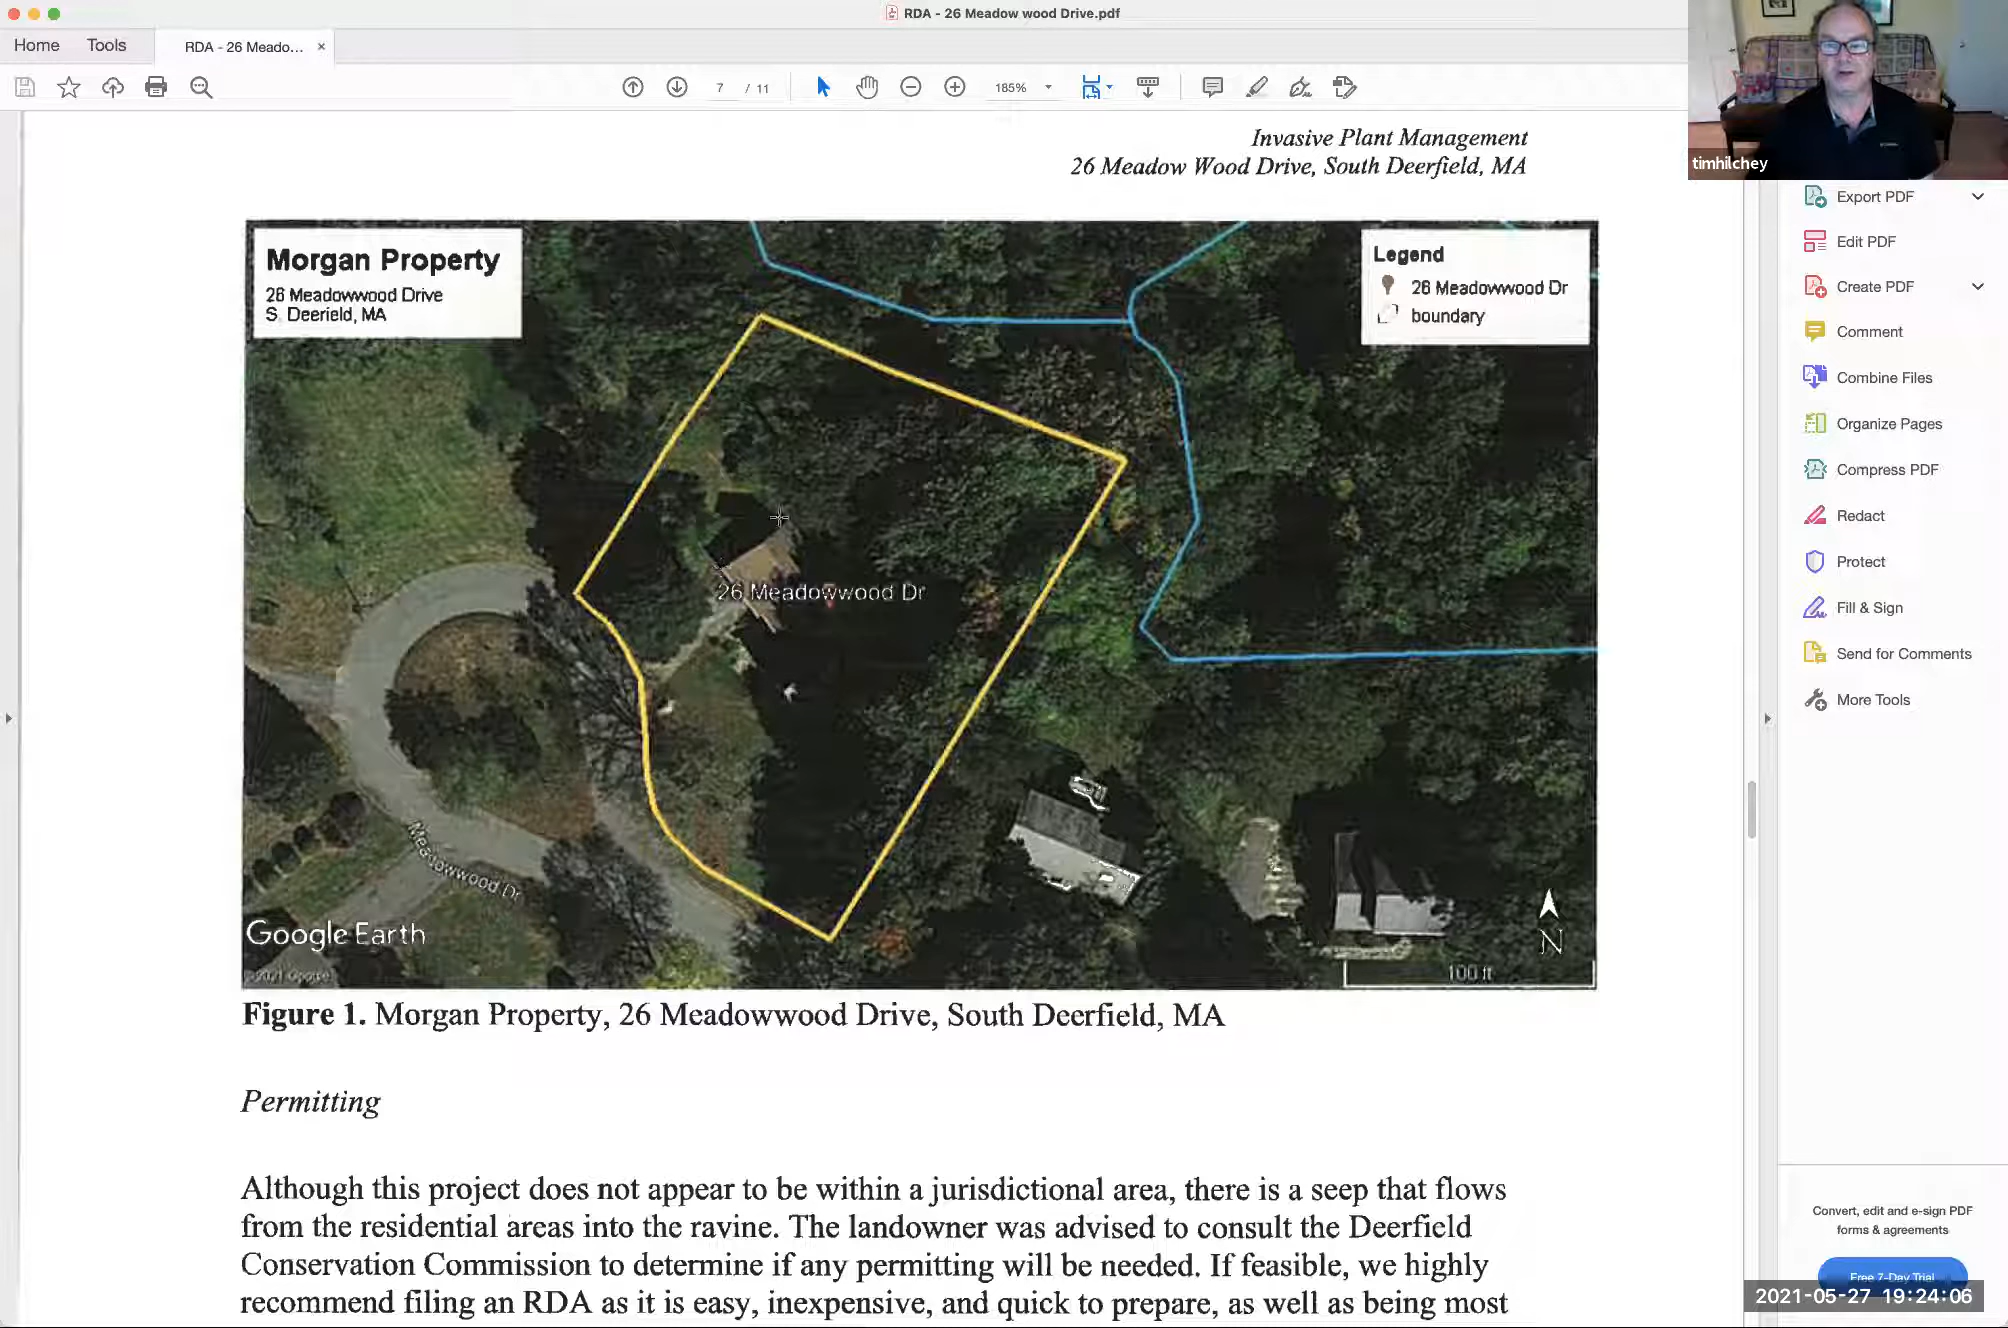 RDA - 26 Meadow wood Drive.pdf
Home
Tools
RDA - 26 Meado... ×
7 / 11
185%
timhilchey
Invasive Plant Management
26 Meadow Wood Drive, South Deerfield, MA
Morgan Property
26 Meadowwood Drive
S. Deerfield, MA
Legend
26 Meadowwood Dr
boundary
26 Meadowwood Dr
Meadowwood Dr
Google Earth
N
100 ft
Figure 1. Morgan Property, 26 Meadowwood Drive, South Deerfield, MA
Permitting
Although this project does not appear to be within a jurisdictional area, there is a seep that flows
from the residential areas into the ravine. The landowner was advised to consult the Deerfield
Conservation Commission to determine if any permitting will be needed. If feasible, we highly
recommend filing an RDA as it is easy, inexpensive, and quick to prepare, as well as being most
Export PDF
Edit PDF
Create PDF
Comment
Combine Files
Organize Pages
Compress PDF
Redact
Protect
Fill & Sign
Send for Comments
More Tools
Convert, edit and e-sign PDF
forms & agreements
Free 7-Day Trial
2021-05-27 19:24:06